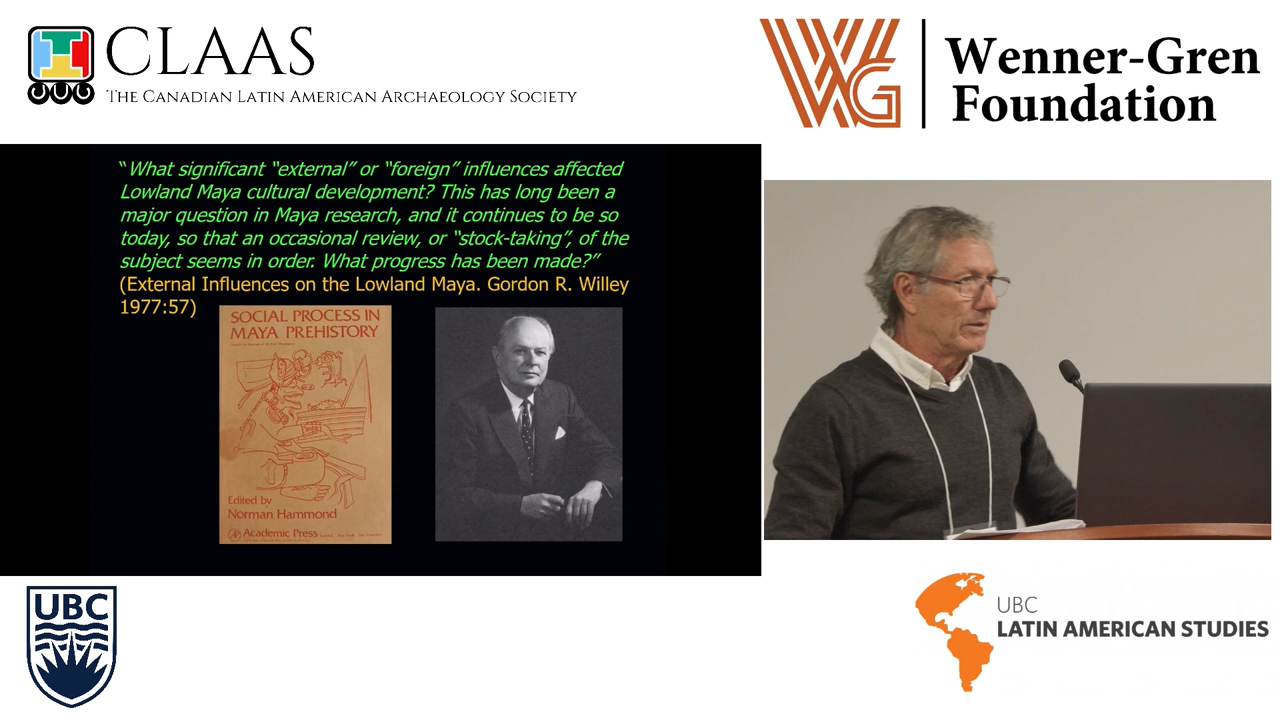 CLAAS
THE CANADIAN LATIN AMERICAN ARCHAEOLOGY SOCIETY
WG
Wenner-Gren
Foundation
“What significant “external” or “foreign” influences affected
Lowland Maya cultural development? This has long been a
major question in Maya research, and it continues to be so
today, so that an occasional review, or “stock-taking”, of the
subject seems in order. What progress has been made?”
(External Influences on the Lowland Maya. Gordon R. Willey
1977:57)
SOCIAL PROCESS IN
MAYA PREHISTORY
Edited by
Norman Hammond
Academic Press
UBC
UBC
LATIN AMERICAN STUDIES